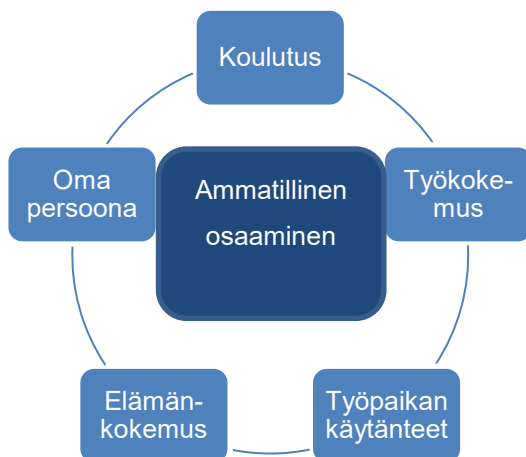 Koulutus
Oma
persoona
Ammatillinen
osaaminen
Työkoke-
mus
Elämän-
kokemus
Työpaikan
käytänteet